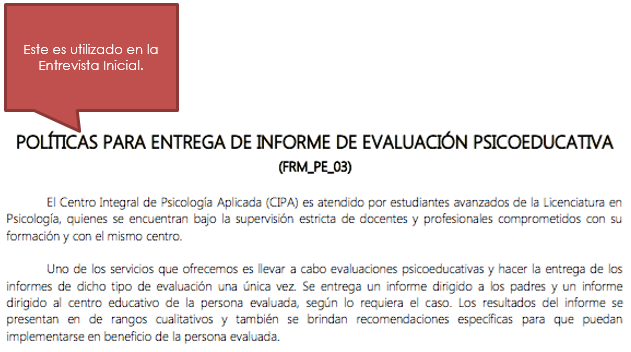 Este es utilizado en la
Entrevista Inicial.
POLÍTICAS PARA ENTREGA DE INFORME DE EVALUACIÓN PSICOEDUCATIVA
(FRM_PE_03)
El Centro Integral de Psicología Aplicada (CIPA) es atendido por estudiantes avanzados de la Licenciatura en
Psicología, quienes se encuentran bajo la supervisión estricta de docentes y profesionales comprometidos con su
formación y con el mismo centro.
Uno de los servicios que ofrecemos es llevar a cabo evaluaciones psicoeducativas y hacer la entrega de los
informes de dicho tipo de evaluación una única vez. Se entrega un informe dirigido a los padres y un informe
dirigido al centro educativo de la persona evaluada, según lo requiera el caso. Los resultados del informe se
presentan en de rangos cualitativos y también se brindan recomendaciones específicas para que puedan
implementarse en beneficio de la persona evaluada.